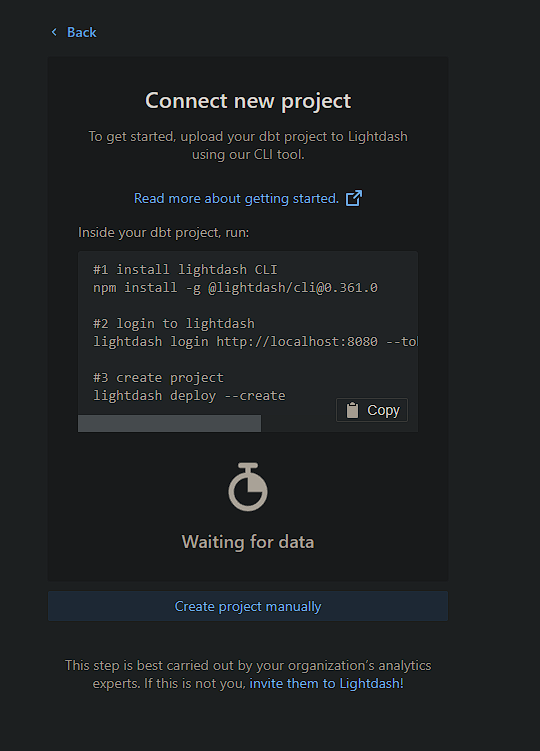 Back
Connect new project
To get started, upload your dbt project to Lightdash
using our CLI tool.
Read more about getting started.
Inside your dbt project, run:
#1 install lightdash CLI
npm install -g @lightdash/cli@0.361.0
#2 login to lightdash
lightdash login http://localhost:8080 --to
#3 create project
lightdash deploy --create
Copy
Waiting for data
Create project manually
This step is best carried out by your organization’s analytics
experts. If this is not you, invite them to Lightdash!